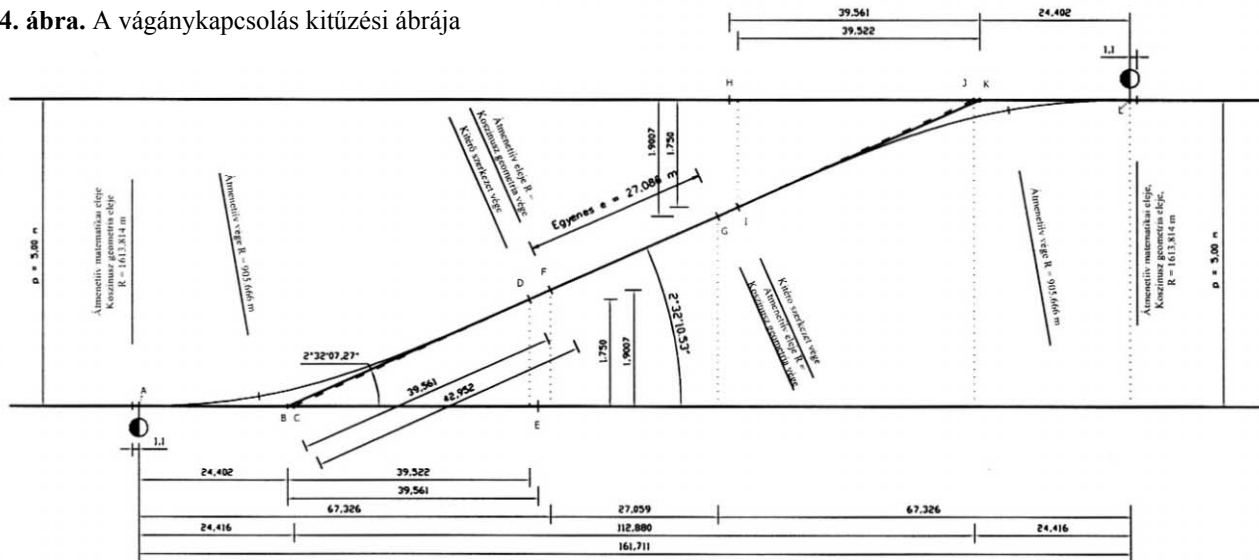 4. ábra. A vágánykapcsolás kitűzési ábrája
39,561
24,402
39,522
1,1
H
J
K
L
p = 5,00 m
Átmenetiív matematikai eleje
Koszinusz geometria eleje
R = 1613,814 m
Átmenetiív vége R = 905,666 m
Átmenetiív eleje R =
Koszinusz geometria vége
Kitérő szerkezet vége
1,9007
1,750
Egyenes e = 27.086 m
G
I
D
F
Kitérő szerkezet vége
Átmenetiív eleje R =
Koszinusz geometria vége
2°32'10.53"
Átmenetiív vége R = 905,666 m
Átmenetiív matematikai eleje,
Koszinusz geometria eleje,
R = 1613,814 m
p = 5,00 m
2°32'07,27"
1,750
1,9007
39,561
42,952
A
B
C
E
1,1
24,402
39,522
39,561
67,326
27,059
67,326
24,416
112,880
24,416
161,711